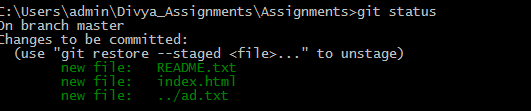 C:\Users\admin\Divya_Assignments\Assignments>git status
On branch master
Changes to be committed:
  (use "git restore --staged <file>..." to unstage)
        new file:   README.txt
        new file:   index.html
        new file:   ../ad.txt